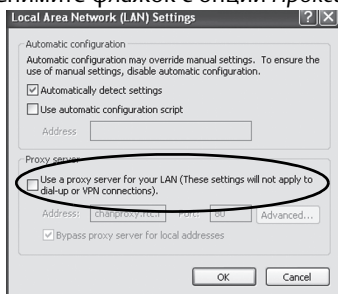 снимите флажок с опции Прокс
Local Area Network (LAN) Settings
Automatic configuration
Automatic configuration may override manual settings. To ensure the
use of manual settings, disable automatic configuration.
Automatically detect settings
Use automatic configuration script
Address
Proxy server
Use a proxy server for your LAN (These settings will not apply to
dial-up or VPN connections).
Address: Port: 80 Advanced...
Bypass proxy server for local addresses
OK Cancel